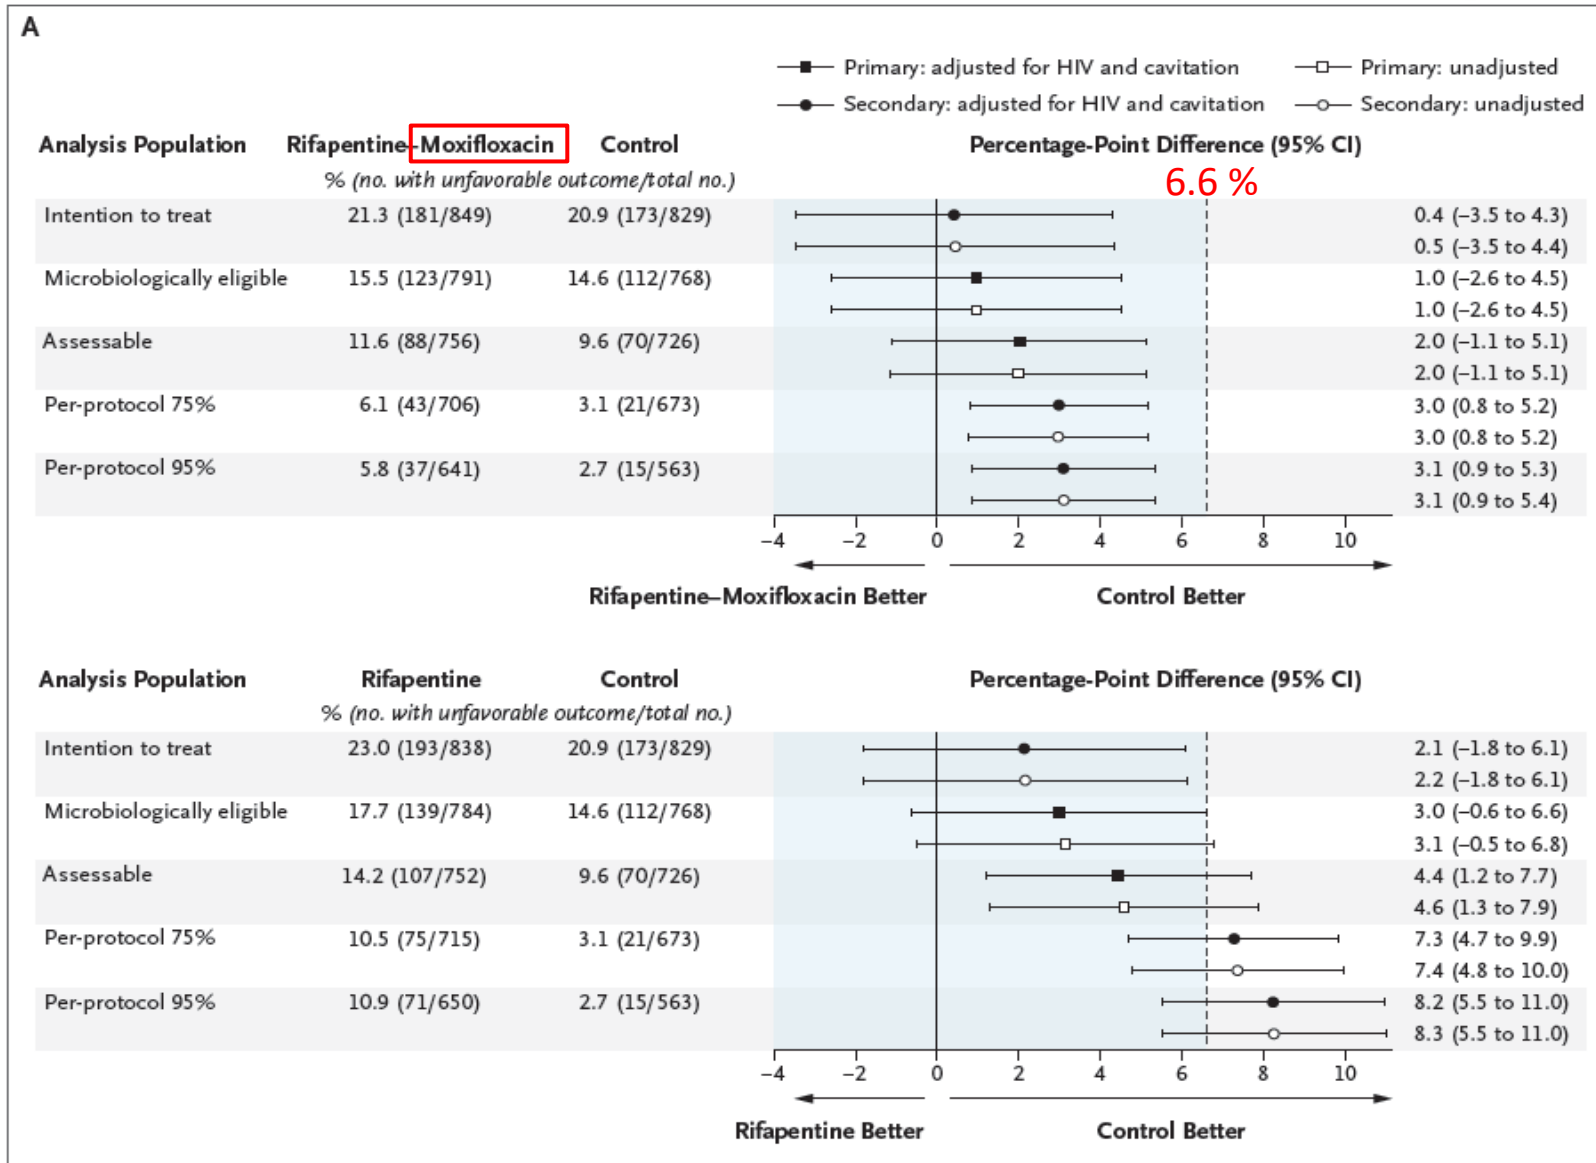 A
Primary: adjusted for HIV and cavitation Primary: unadjusted
Secondary: adjusted for HIV and cavitation Secondary: unadjusted
Analysis Population Rifapentine–Moxifloxacin Control Percentage-Point Difference (95% CI)
% (no. with unfavorable outcome/total no.) 6.6 %
Intention to treat 21.3 (181/849) 20.9 (173/829) 0.4 (–3.5 to 4.3)
0.5 (–3.5 to 4.4)
Microbiologically eligible 15.5 (123/791) 14.6 (112/768) 1.0 (–2.6 to 4.5)
1.0 (–2.6 to 4.5)
Assessable 11.6 (88/756) 9.6 (70/726) 2.0 (–1.1 to 5.1)
2.0 (–1.1 to 5.1)
Per-protocol 75% 6.1 (43/706) 3.1 (21/673) 3.0 (0.8 to 5.2)
3.0 (0.8 to 5.2)
Per-protocol 95% 5.8 (37/641) 2.7 (15/563) 3.1 (0.9 to 5.3)
3.1 (0.9 to 5.4)
–4 –2 0 2 4 6 8 10
Rifapentine–Moxifloxacin Better Control Better
Analysis Population Rifapentine Control Percentage-Point Difference (95% CI)
% (no. with unfavorable outcome/total no.)
Intention to treat 23.0 (193/838) 20.9 (173/829) 2.1 (–1.8 to 6.1)
2.2 (–1.8 to 6.1)
Microbiologically eligible 17.7 (139/784) 14.6 (112/768) 3.0 (–0.6 to 6.6)
3.1 (–0.5 to 6.8)
Assessable 14.2 (107/752) 9.6 (70/726) 4.4 (1.2 to 7.7)
4.6 (1.3 to 7.9)
Per-protocol 75% 10.5 (75/715) 3.1 (21/673) 7.3 (4.7 to 9.9)
7.4 (4.8 to 10.0)
Per-protocol 95% 10.9 (71/650) 2.7 (15/563) 8.2 (5.5 to 11.0)
8.3 (5.5 to 11.0)
–4 –2 0 2 4 6 8 10
Rifapentine Better Control Better